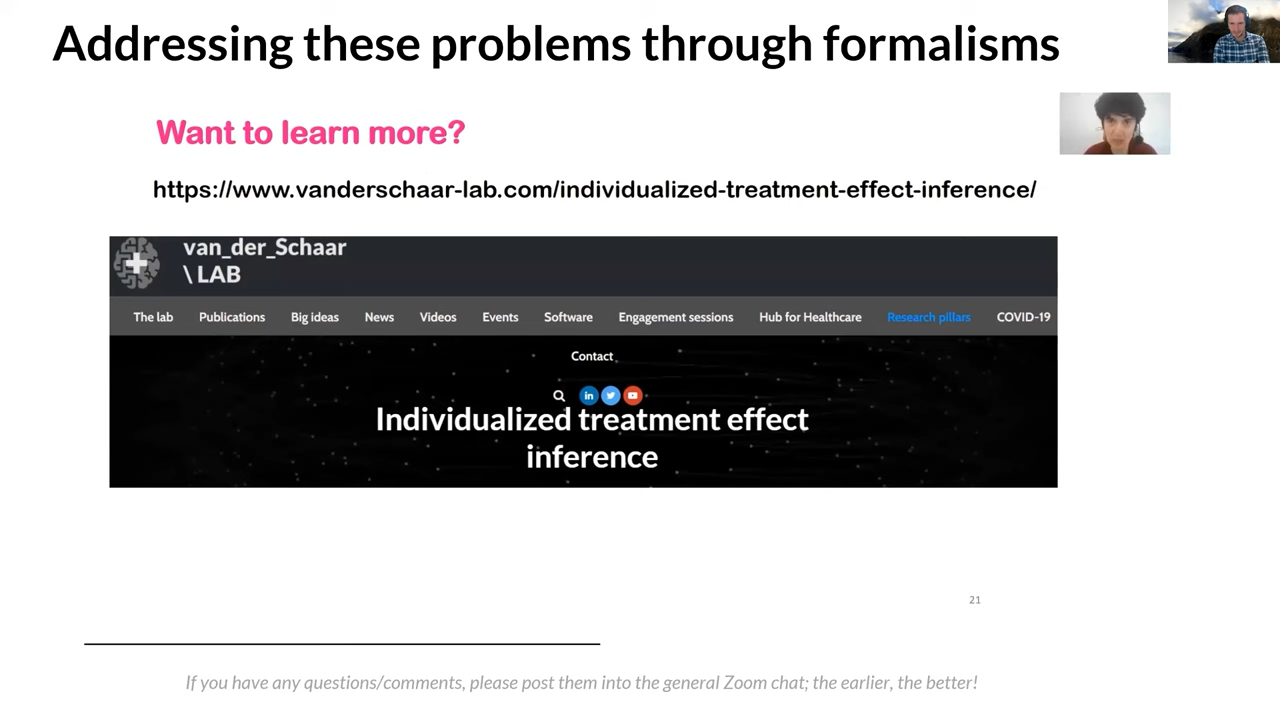 Addressing these problems through formalisms
Want to learn more?
https://www.vanderschaar-lab.com/individualized-treatment-effect-inference/
van_der_Schaar
\ LAB
The lab Publications Big ideas News Videos Events Software Engagement sessions Hub for Healthcare Research pillars COVID-19
Contact
in
Individualized treatment effect
inference
21
If you have any questions/comments, please post them into the general Zoom chat; the earlier, the better!